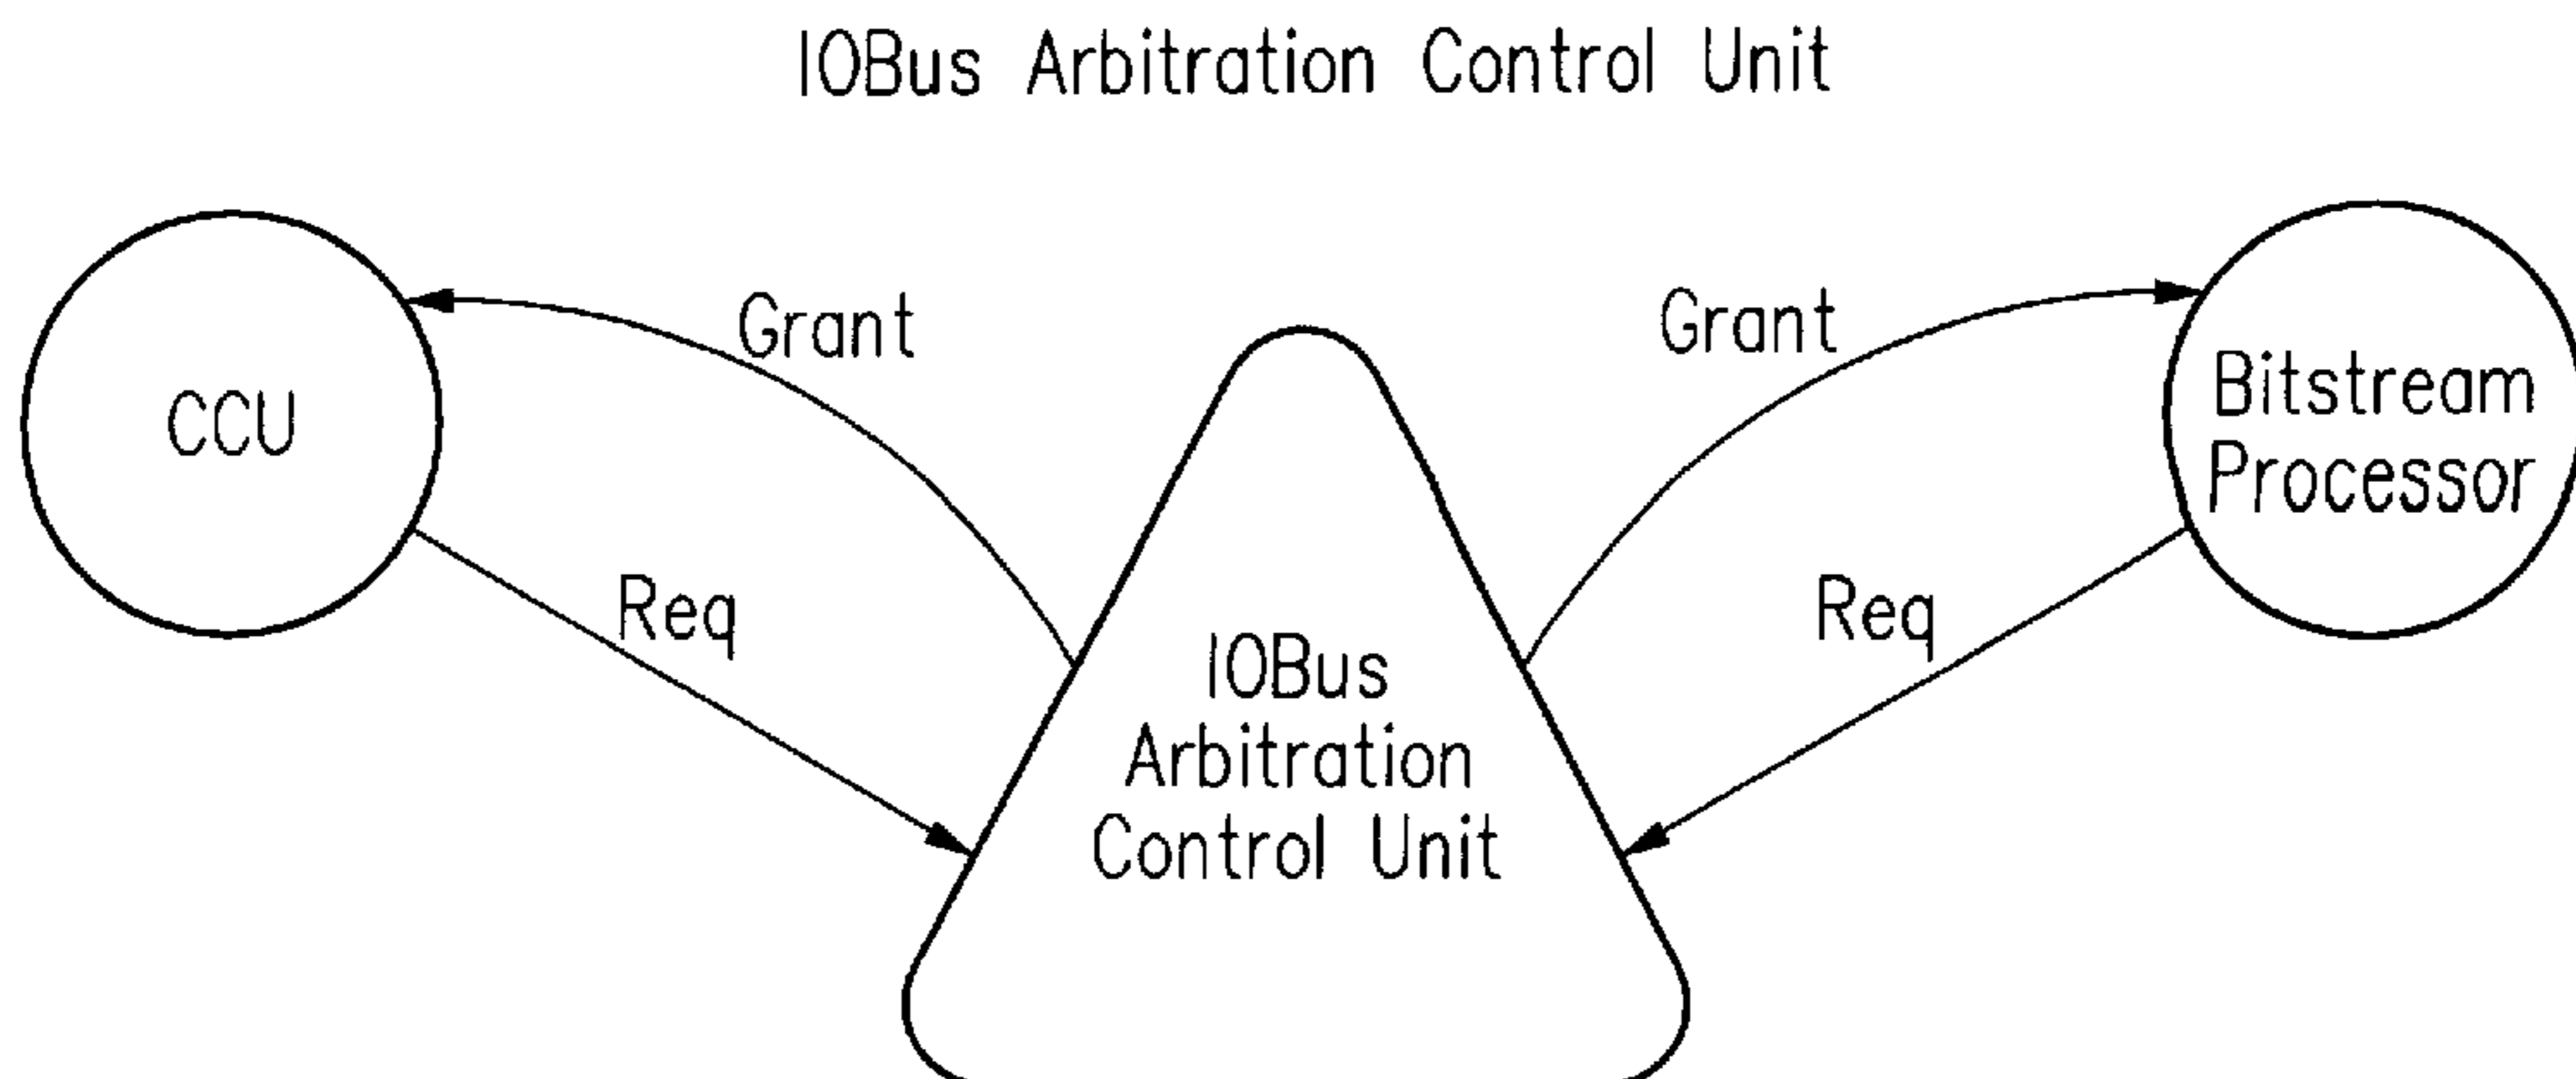 IOBus Arbitration Control Unit
Grant
Grant
CCU
Bitstream
Processor
Req
Req
IOBus
Arbitration
Control Unit